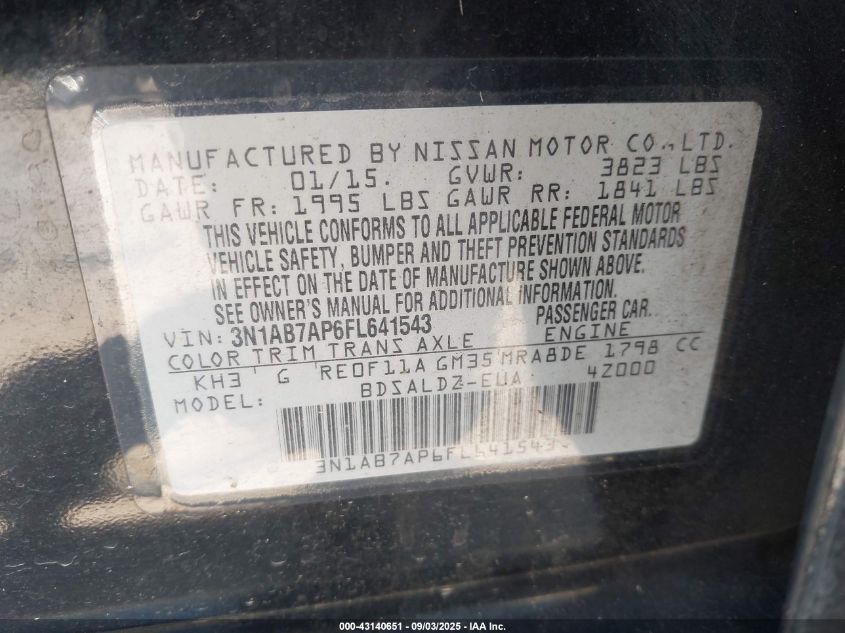 MANUFACTURED BY NISSAN MOTOR CO., LTD.
DATE: 01/15. GVWR: 3823 LBS
GAWR FR: 1995 LBS GAWR RR: 1841 LBS
THIS VEHICLE CONFORMS TO ALL APPLICABLE FEDERAL MOTOR
VEHICLE SAFETY, BUMPER AND THEFT PREVENTION STANDARDS
IN EFFECT ON THE DATE OF MANUFACTURE SHOWN ABOVE.
SEE OWNER'S MANUAL FOR ADDITIONAL INFORMATION.
VIN: 3N1AB7AP6FL641543 PASSENGER CAR
COLOR TRIM TRANS AXLE ENGINE
KH3 G RE0F11A GM35 MRA8DE 1798 CC
MODEL: BDSALDZ-EUA 4Z000
3N1AB7AP6FL641543
000-43140651 - 09/03/2025 - IAA Inc.